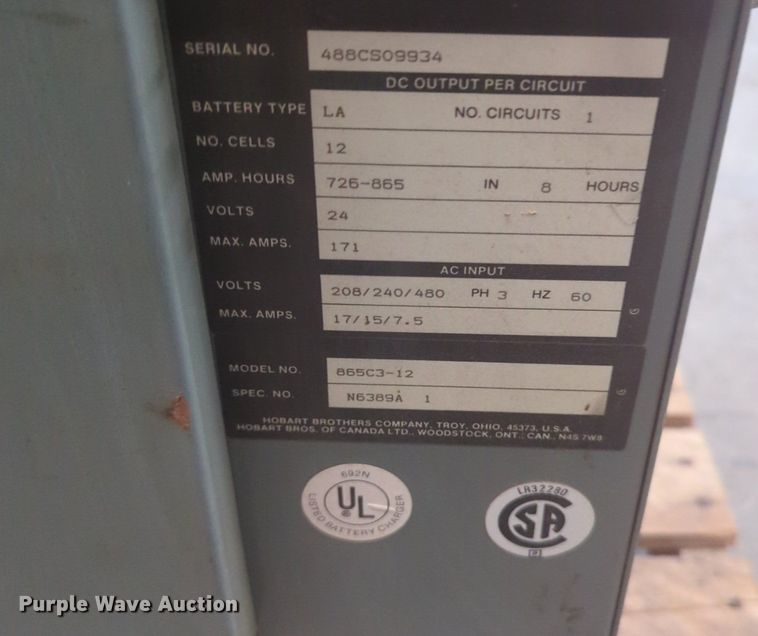 SERIAL NO. 488CS09934
DC OUTPUT PER CIRCUIT
BATTERY TYPE LA NO. CIRCUITS 1
NO. CELLS 12
AMP. HOURS 726-865 IN 8 HOURS
VOLTS 24
MAX. AMPS. 171
AC INPUT
VOLTS 208/240/480 PH 3 HZ 60
MAX. AMPS. 17/15/7.5
MODEL NO. 865C3-12
SPEC. NO. N6389A 1
HOBART BROTHERS COMPANY, TROY, OHIO, 45373, U.S.A.
HOBART BROS. OF CANADA LTD., WOODSTOCK, ONT., CAN., N4S 7W8
692N
UL
LISTED BATTERY CHARGER
LR32280
CSA
Purple Wave Auction